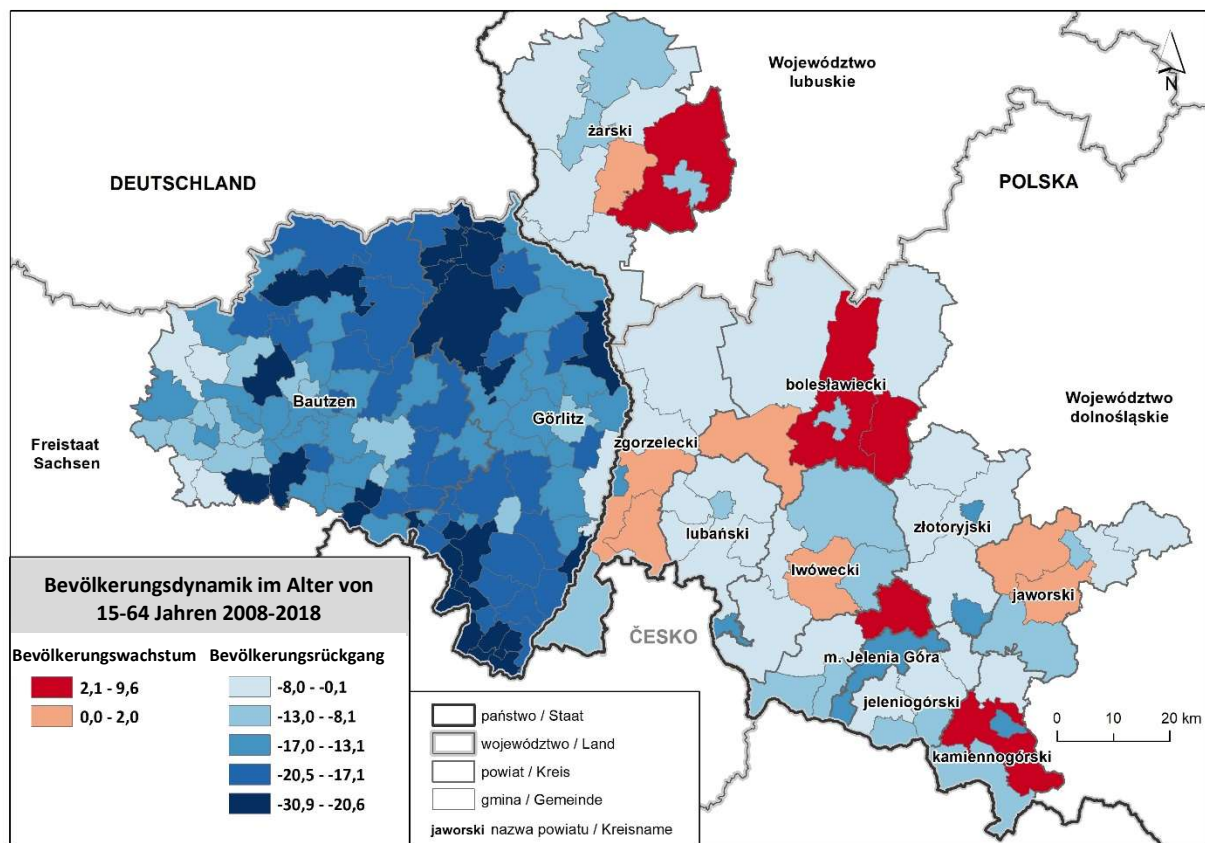 Województwo
lubuskie
N
żarski
DEUTSCHLAND
POLSKA
bolesławiecki
Województwo
dolnośląskie
Bautzen
Görlitz
Freistaat
Sachsen
zgorzelecki
złotoryjski
lubański
lwówecki
jaworski
ČESKO
m. Jelenia Góra
jeleniogórski
kamiennogórski
0 10 20 km
Bevölkerungsdynamik im Alter von
15-64 Jahren 2008-2018
Bevölkerungswachstum
2,1 - 9,6
0,0 - 2,0
Bevölkerungsrückgang
-8,0 - -0,1
-13,0 - -8,1
-17,0 - -13,1
-20,5 - -17,1
-30,9 - -20,6
państwo / Staat
województwo / Land
powiat / Kreis
gmina / Gemeinde
jaworski nazwa powiatu / Kreisname